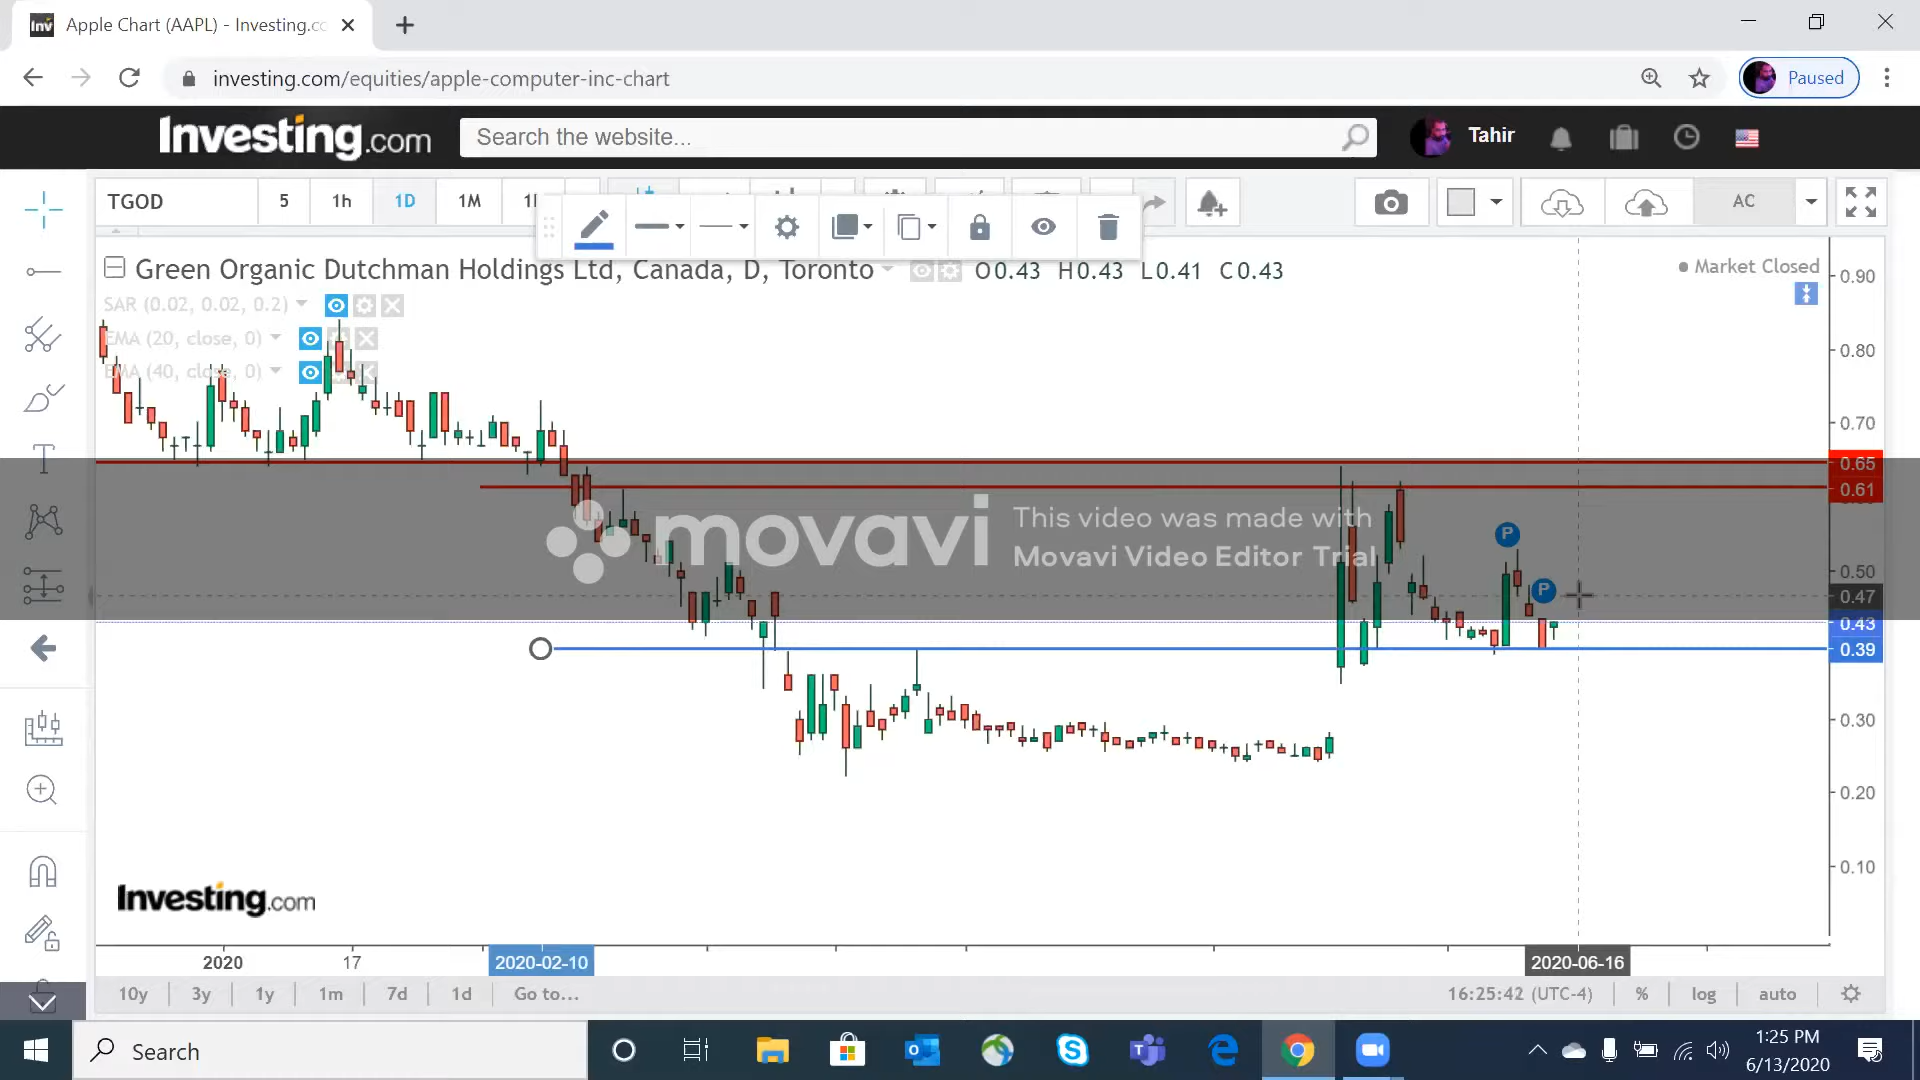 Apple Chart (AAPL) - Investing.co
investing.com/equities/apple-computer-inc-chart
Paused
Investing.com
Search the website...
Tahir
TGOD
5
1h
1D
1M
AC
Green Organic Dutchman Holdings Ltd, Canada, D, Toronto
O0.43 H0.43 L0.41 C0.43
Market Closed
SAR (0.02, 0.02, 0.2)
EMA (20, close, 0)
EMA (40, close, 0)
0.90
0.80
0.70
0.65
0.61
0.50
0.47
0.43
0.39
0.30
0.20
0.10
movavi
This video was made with
Movavi Video Editor Trial
P
P
Investing.com
2020
17
2020-02-10
2020-06-16
10y
3y
1y
1m
7d
1d
Go to...
16:25:42 (UTC-4)
%
log
auto
Search
1:25 PM
6/13/2020